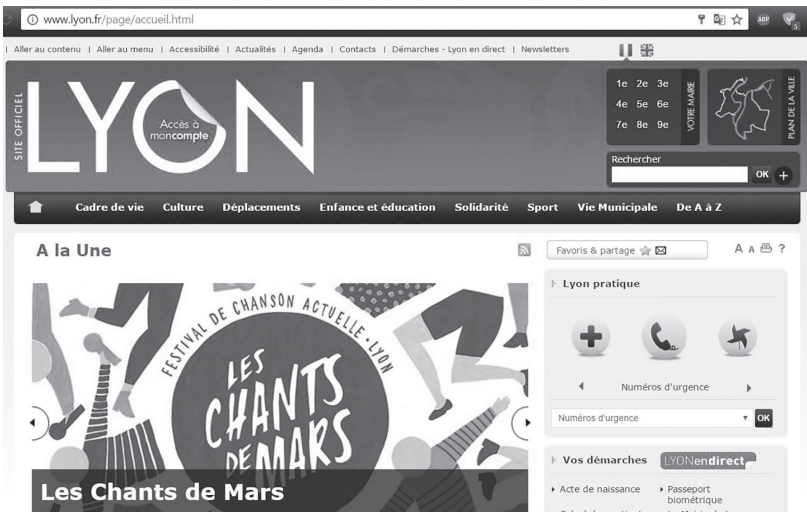 www.lyon.fr/page/accueil.html
ABP
5
| Aller au contenu | Aller au menu | Accessibilité | Actualités | Agenda | Contacts | Démarches - Lyon en direct | Newsletters
SITE OFFICIEL
LYON
Accès à
moncompte
1e 2e 3e
4e 5e 6e
7e 8e 9e
VOTRE MAIRIE
PLAN DE LA VILLE
Rechercher
OK +
Cadre de vie Culture Déplacements Enfance et éducation Solidarité Sport Vie Municipale De A à Z
A la Une
Favoris & partage
A A ?
FESTIVAL DE CHANSON ACTUELLE • LYON
LES
CHANTS
DE MARS
Les Chants de Mars
Lyon pratique
Numéros d'urgence
Numéros d'urgence OK
Vos démarches LYONendirect
Acte de naissance
Passeport
biométrique